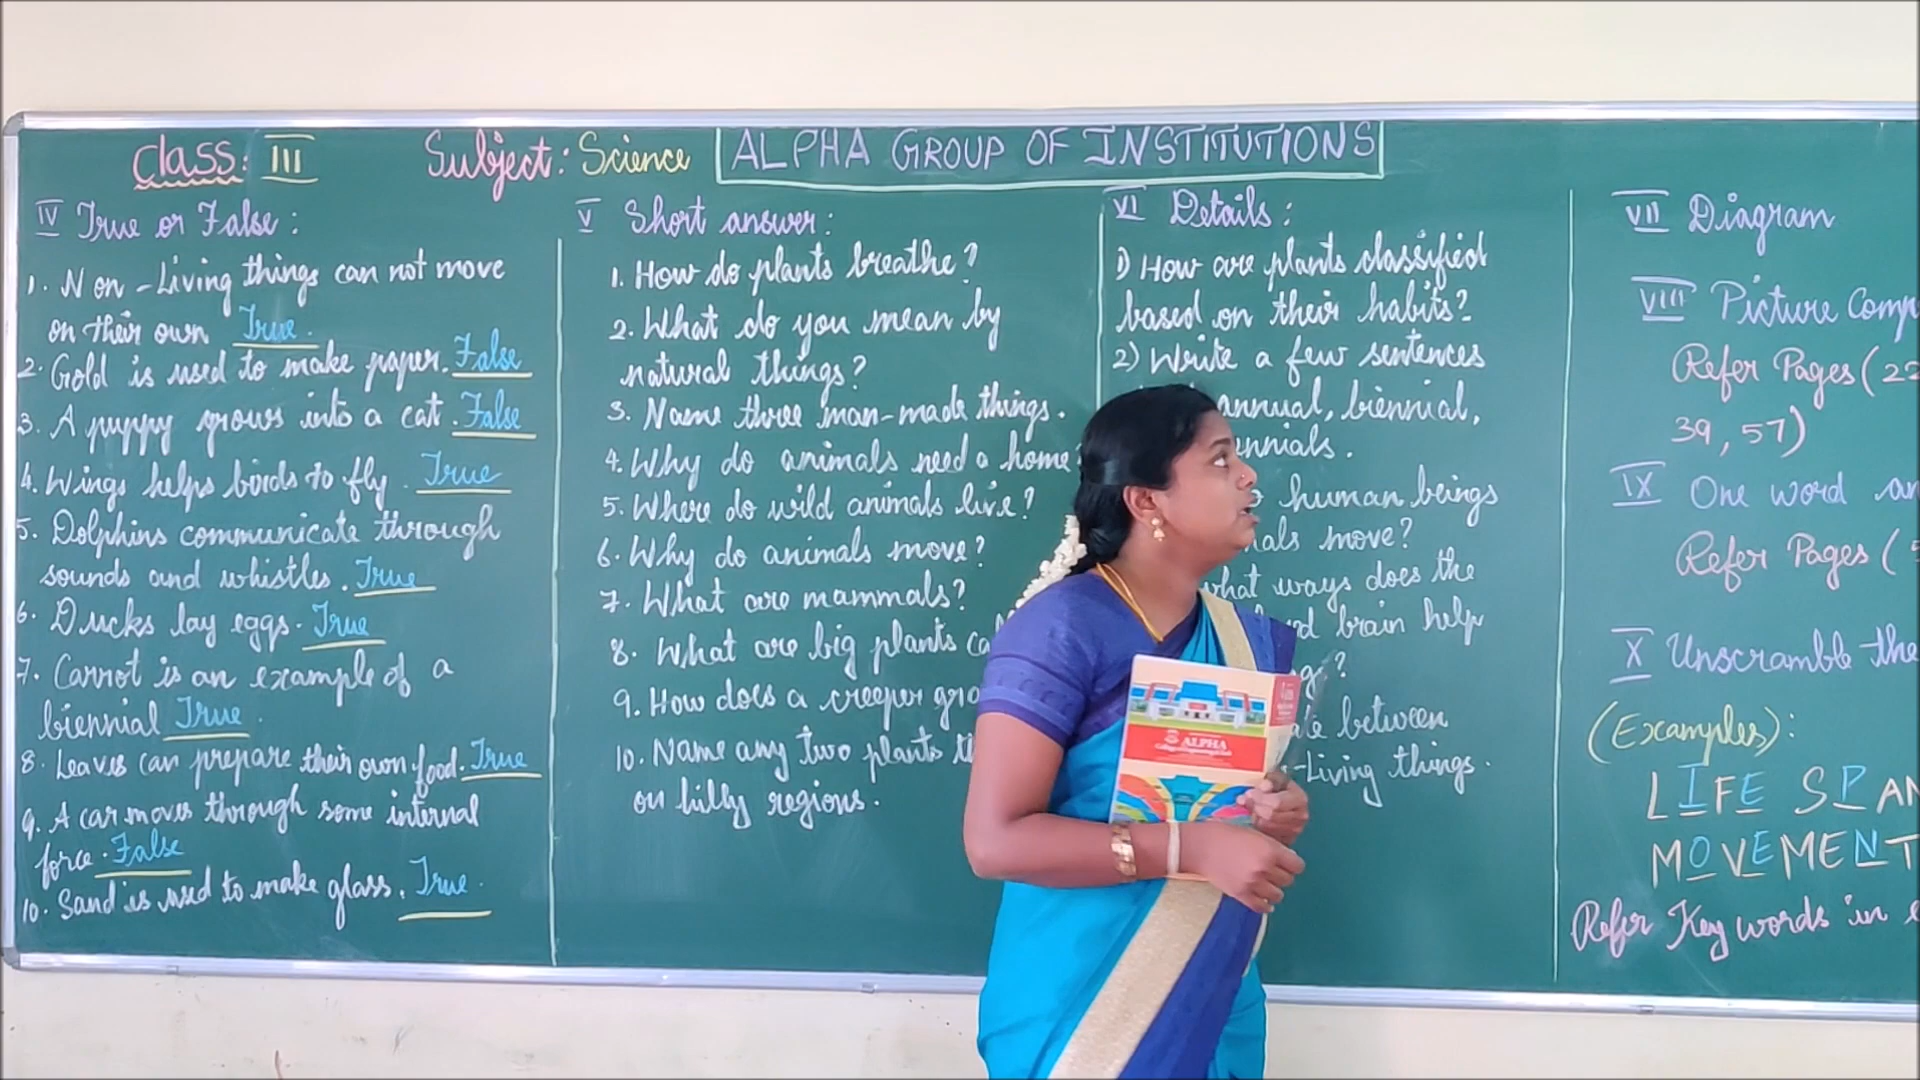 Class: III Subject: Science ALPHA GROUP OF INSTITUTIONS
IV True or False:
1. Non-Living things can not move
on their own True.
2. Gold is used to make paper. False
3. A puppy grows into a cat. False
4. Wings helps birds to fly. True
5. Dolphins communicate through
sounds and whistles. True
6. Ducks lay eggs. True
7. Carrot is an example of a
biennial True.
8. Leaves can prepare their own food. True
9. A car moves through some internal
force. False
10. Sand is used to make glass. True.
V Short answer:
1. How do plants breathe?
2. What do you mean by
natural things?
3. Name three man-made things.
4. Why do animals need a home?
5. Where do wild animals live?
6. Why do animals move?
7. What are mammals?
8. What are big plants
9. How does a creeper
10. Name any two plants
on hilly regions.
VI Details:
1) How are plants classified
based on their habits?
2) Write a few sentences
annual, biennial,
ennials.
human beings
move?
what ways does the
brain help
between
-Living things.
VII Diagram
VIII Picture
Refer Pages (22
39, 57)
IX One word
Refer Pages (5
X Unscramble the
(Examples):
LIFE SPAN
MOVEMENT
Refer Key words in
ALPHA